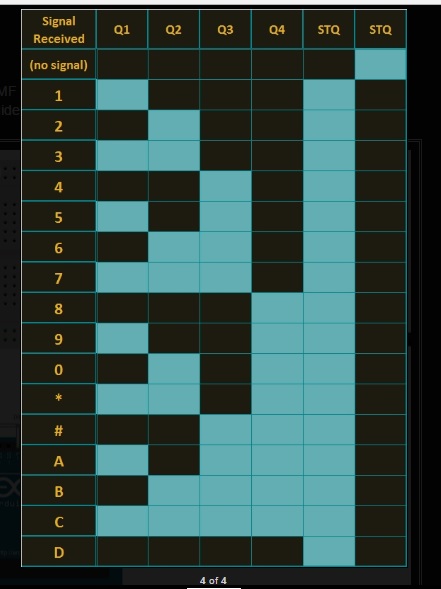 Signal
Received
Q1 Q2 Q3 Q4 STQ STQ
(no signal)
1
2
3
4
5
6
7
8
9
0
*
#
A
B
C
D
4 of 4